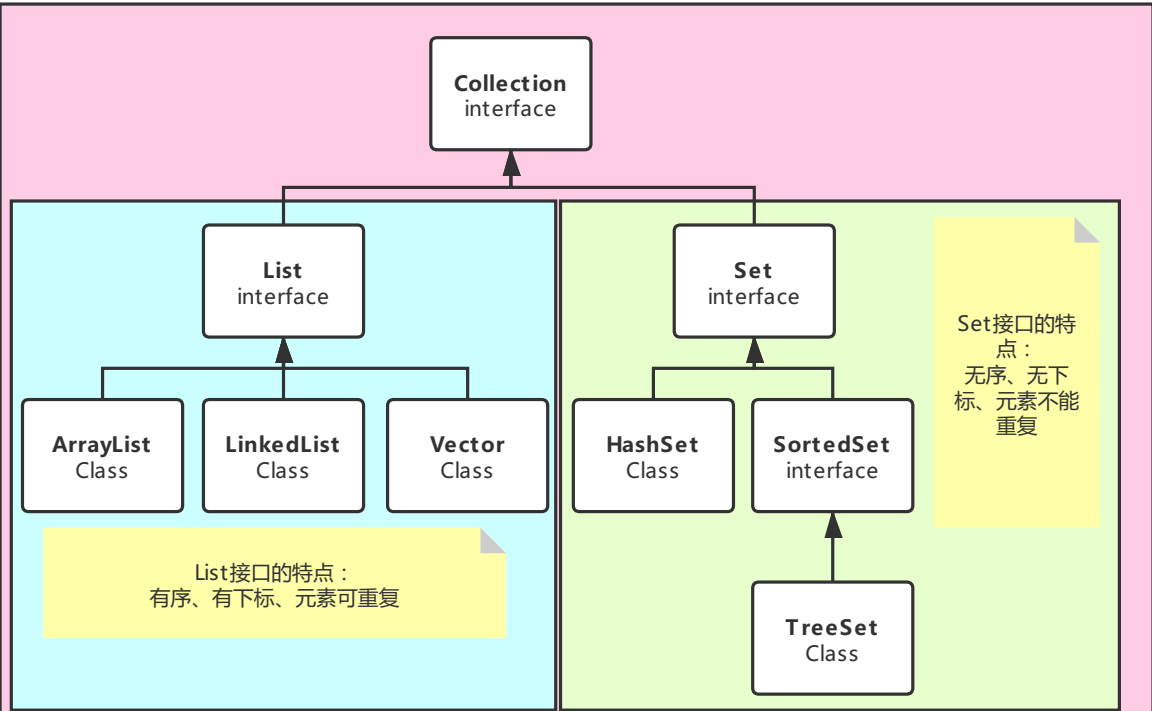 Collection
interface
List
interface
Set
interface
Set接口的特
点：
无序、无下
标、元素不能
重复
ArrayList
Class
LinkedList
Class
Vector
Class
HashSet
Class
SortedSet
interface
List接口的特点：
有序、有下标、元素可重复
TreeSet
Class